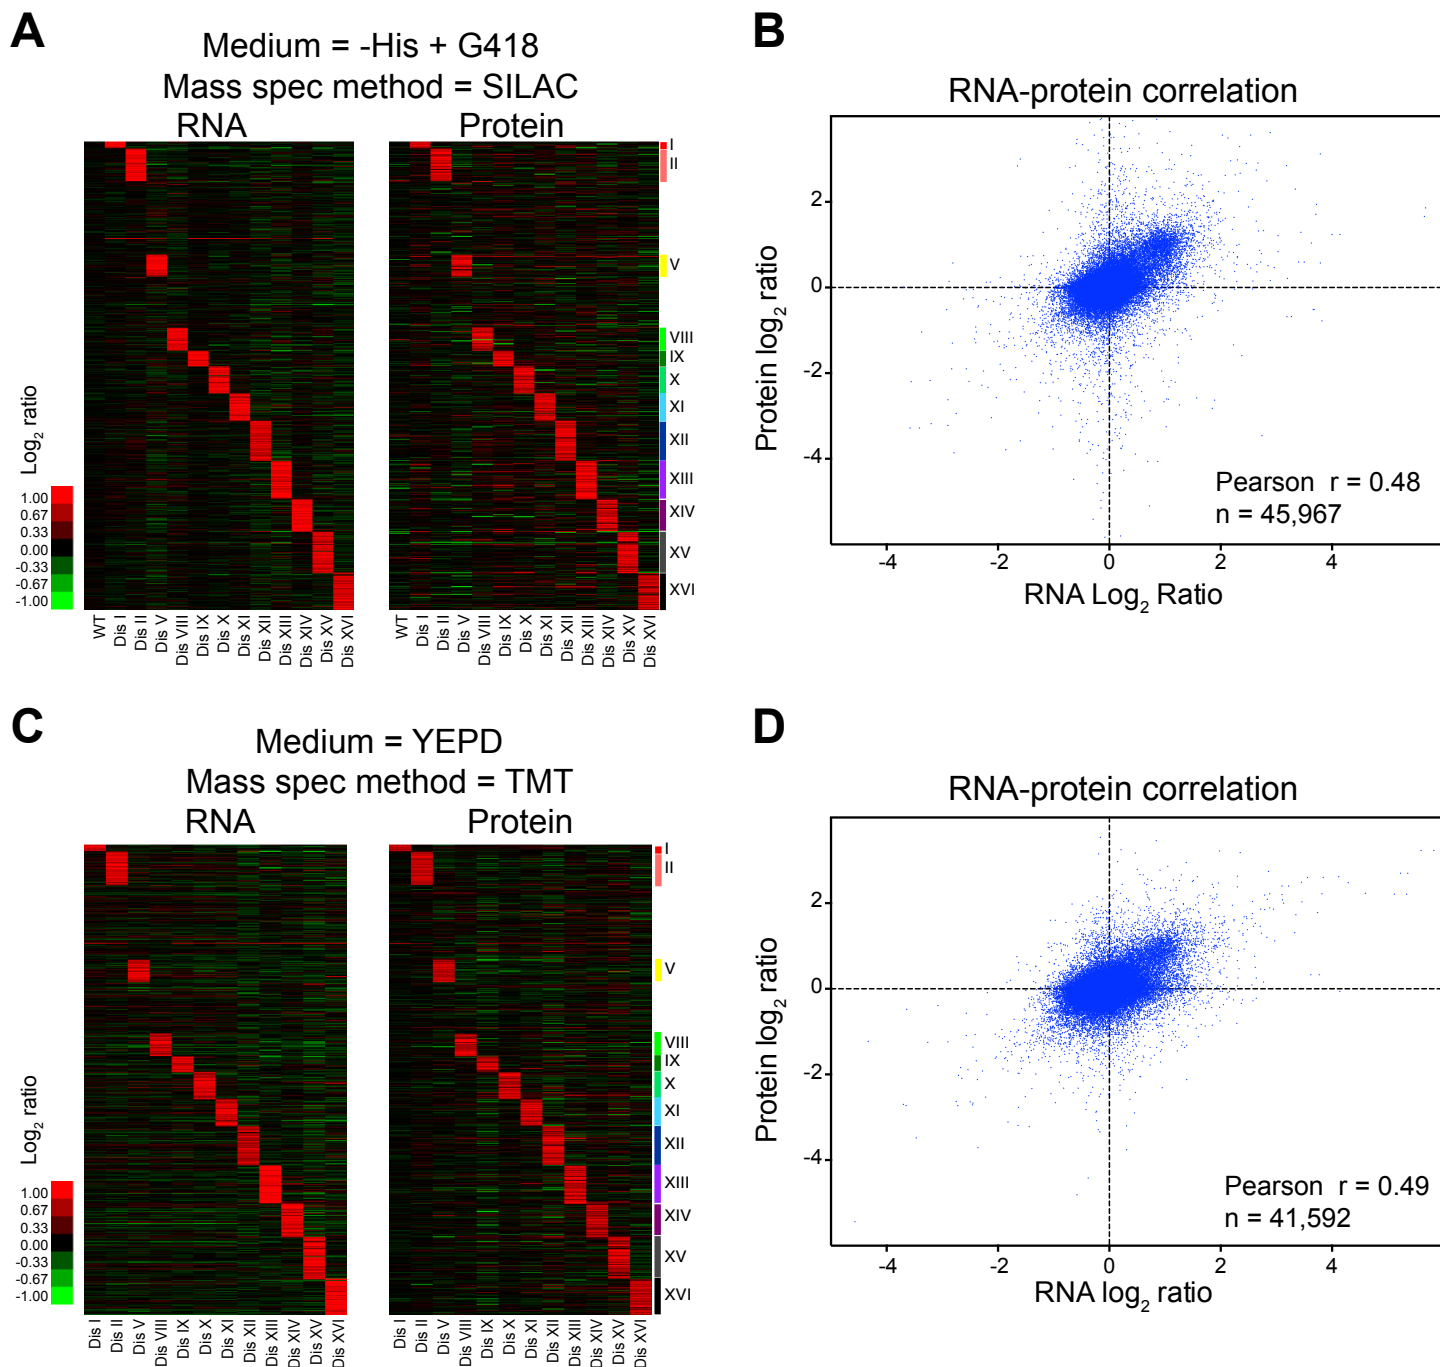 A
Medium = -His + G418
Mass spec method = SILAC
RNA
Protein
I
II
V
VIII
IX
X
XI
XII
XIII
XIV
XV
XVI
Log2 ratio
1.00
0.67
0.33
0.00
-0.33
-0.67
-1.00
WT
Dis I
Dis II
Dis V
Dis VIII
Dis IX
Dis X
Dis XI
Dis XII
Dis XIII
Dis XIV
Dis XV
Dis XVI
WT
Dis I
Dis II
Dis V
Dis VIII
Dis IX
Dis X
Dis XI
Dis XII
Dis XIII
Dis XIV
Dis XV
Dis XVI
B
RNA-protein correlation
Protein log2 ratio
2
0
-2
-4
Pearson r = 0.48
n = 45,967
-4
-2
0
2
4
RNA Log2 Ratio
C
Medium = YEPD
Mass spec method = TMT
RNA
Protein
I
II
V
VIII
IX
X
XI
XII
XIII
XIV
XV
XVI
Log2 ratio
1.00
0.67
0.33
0.00
-0.33
-0.67
-1.00
Dis I
Dis II
Dis V
Dis VIII
Dis IX
Dis X
Dis XI
Dis XII
Dis XIII
Dis XIV
Dis XV
Dis XVI
Dis I
Dis II
Dis V
Dis VIII
Dis IX
Dis X
Dis XI
Dis XII
Dis XIII
Dis XIV
Dis XV
Dis XVI
D
RNA-protein correlation
Protein log2 ratio
2
0
-2
-4
Pearson r = 0.49
n = 41,592
-4
-2
0
2
4
RNA log2 ratio